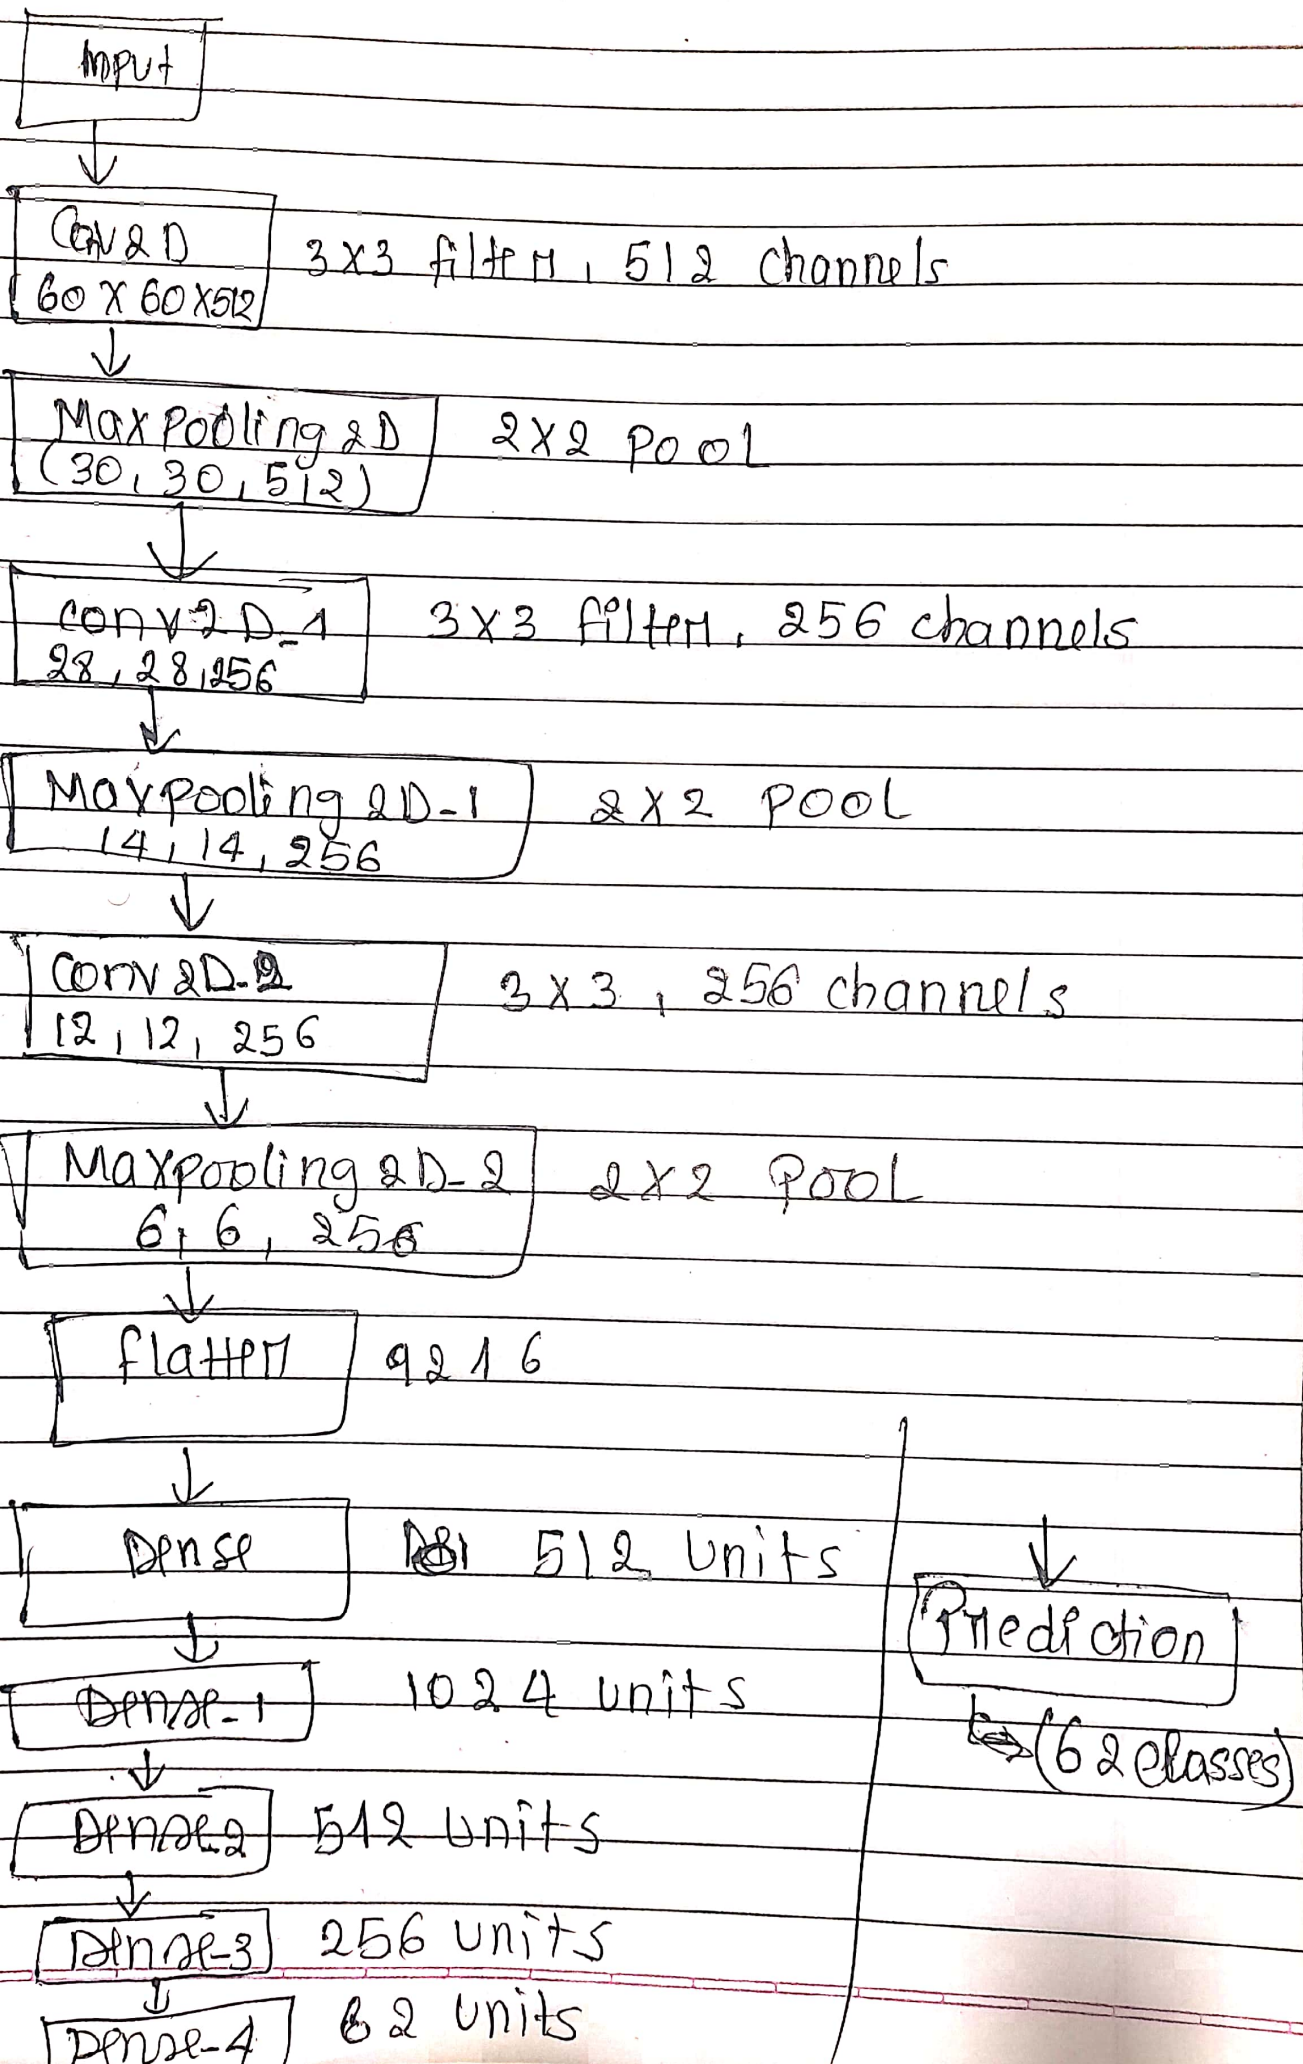 Input
Conv2D
60 X 60 X512
3X3 filter, 512 channels
Maxpooling 2D
(30, 30, 512)
2X2 Pool
conv2D_1
28, 28, 256
3X3 filter, 256 channels
Maxpooling 2D-1
14, 14, 256
2X2 POOL
Conv2D-2
12, 12, 256
3X3, 256 channels
Maxpooling 2D-2
6, 6, 256
2X2 Pool
flatten
9216
Dense
512 Units
Dense-1
1024 units
Dense-2
512 Units
Dense-3
256 units
Dense-4
62 units
Prediction
(62 classes)